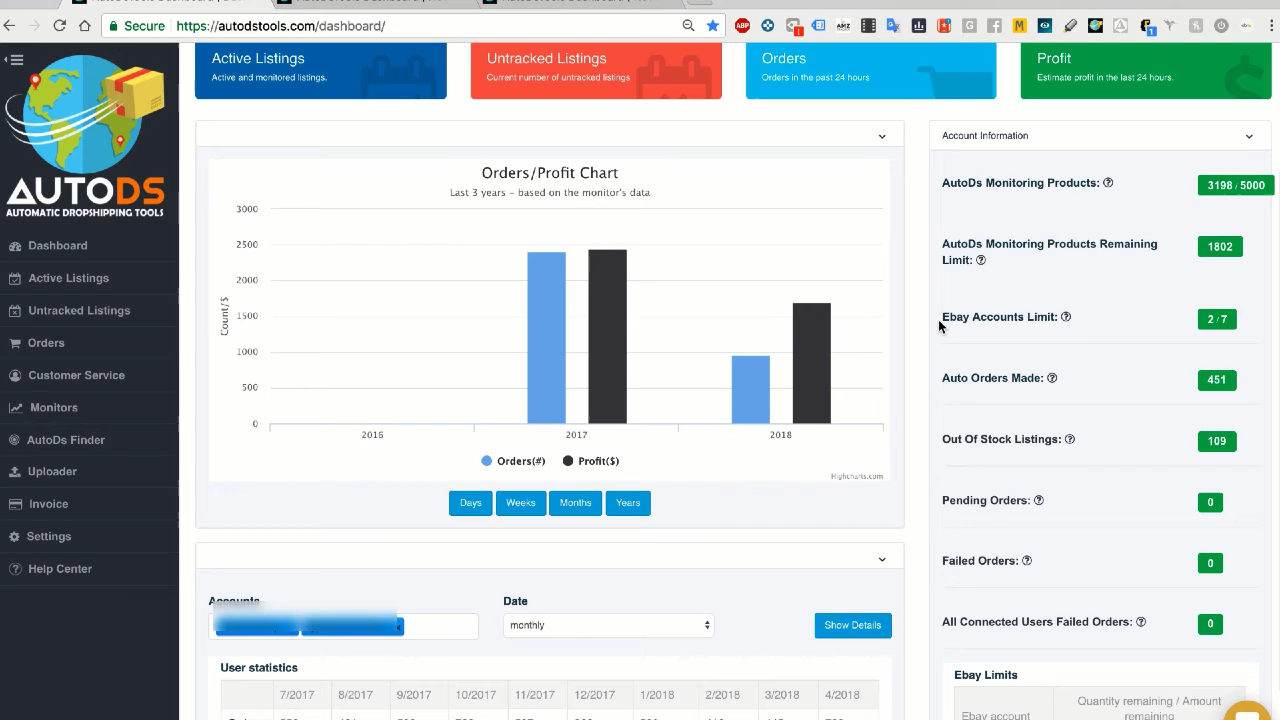 Secure
https://autodstools.com/dashboard/
AUTODS
AUTOMATIC DROPSHIPPING TOOLS
Dashboard
Active Listings
Untracked Listings
Orders
Customer Service
Monitors
AutoDs Finder
Uploader
Invoice
Settings
Help Center
Active Listings
Active and monitored listings.
Untracked Listings
Current number of untracked listings
Orders
Orders in the past 24 hours
Profit
Estimate profit in the last 24 hours.
Orders/Profit Chart
Last 3 years – based on the monitor's data
Count/$
3000
2500
2000
1500
1000
500
0
2016
2017
2018
Orders(#)
Profit($)
Highcharts.com
Days
Weeks
Months
Years
Accounts
Date
monthly
Show Details
User statistics
7/2017 8/2017 9/2017 10/2017 11/2017 12/2017 1/2018 2/2018 3/2018 4/2018
Account Information
AutoDs Monitoring Products:
3198 / 5000
AutoDs Monitoring Products Remaining
Limit:
1802
Ebay Accounts Limit:
2 / 7
Auto Orders Made:
451
Out Of Stock Listings:
109
Pending Orders:
0
Failed Orders:
0
All Connected Users Failed Orders:
0
Ebay Limits
Ebay account
Quantity remaining / Amount
remaining